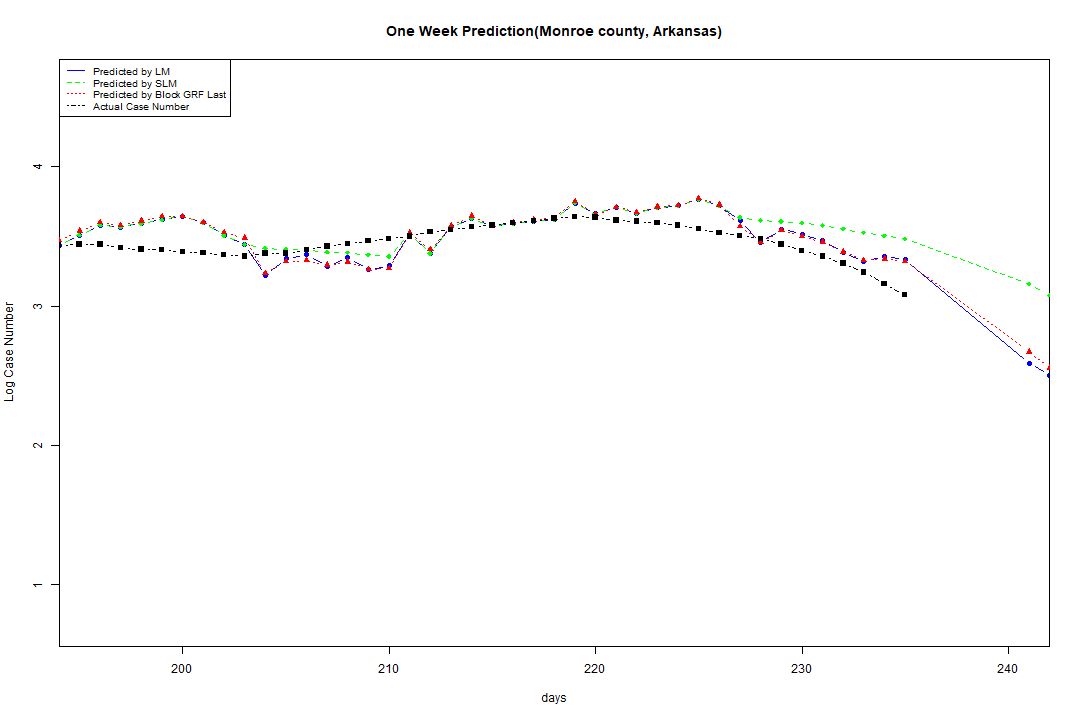 One Week Prediction(Monroe county, Arkansas)
Predicted by LM
Predicted by SLM
Predicted by Block GRF Last
Actual Case Number
4
3
2
1
Log Case Number
200 210 220 230 240
days